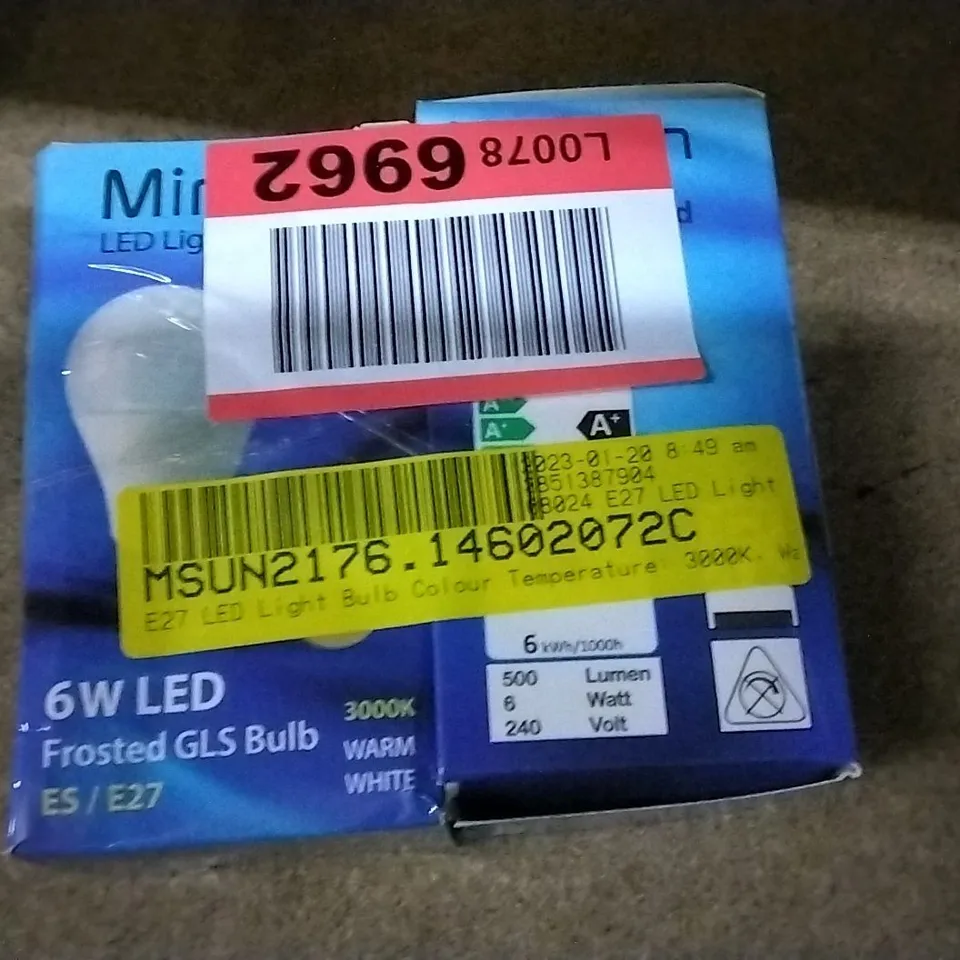 L0078 6962
Mi
LED Lig
A+
A+
2023-01-20 8:49 am
851387904
8024 E27 LED Light
MSUN2176.14602072C
E27 LED Light Bulb Colour Temperature: 3000K, Wa
6 kWh/1000h
500 Lumen
6 Watt
240 Volt
6W LED
Frosted GLS Bulb
ES / E27
3000K
WARM
WHITE